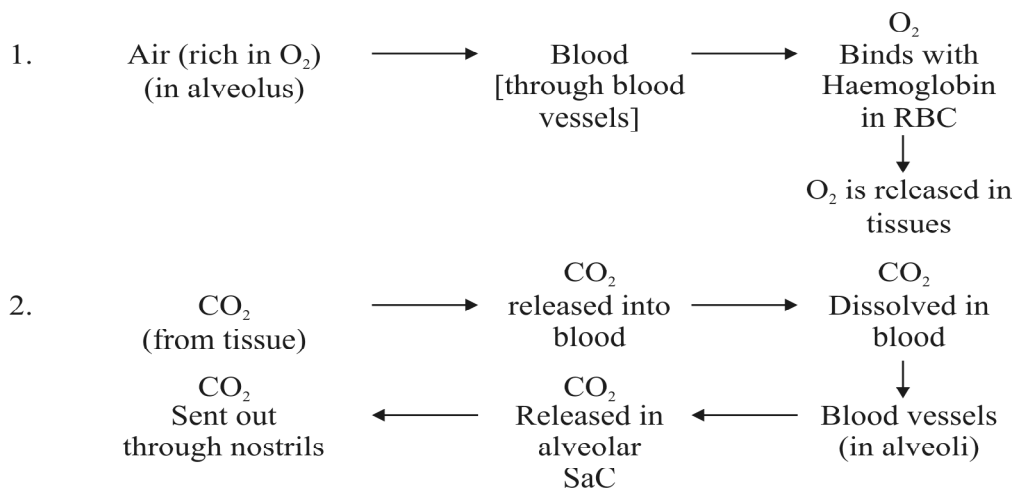 1. Air (rich in O₂)
(in alveolus)
Blood
[through blood
vessels]
O₂
Binds with
Haemoglobin
in RBC
O₂ is released in
tissues
2. CO₂
(from tissue)
CO₂
released into
blood
CO₂
Dissolved in
blood
Blood vessels
(in alveoli)
CO₂
Released in
alveolar
SaC
CO₂
Sent out
through nostrils